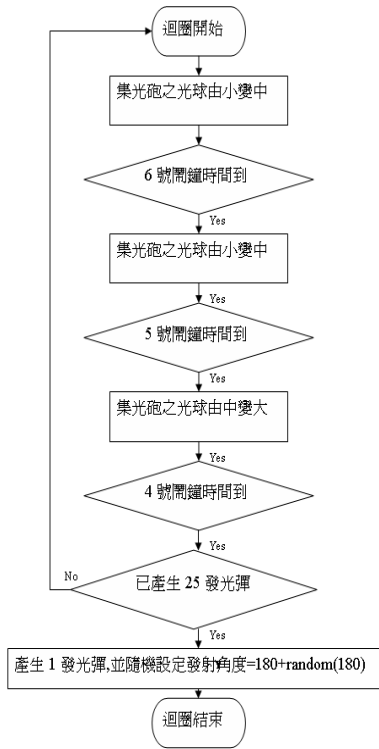 迴圈開始
集光砲之光球由小變中
6 號鬧鐘時間到
Yes
集光砲之光球由小變中
Yes
5 號鬧鐘時間到
Yes
集光砲之光球由中變大
Yes
4 號鬧鐘時間到
Yes
No
已產生 25 發光彈
Yes
產生 1 發光彈,並隨機設定發射角度=180+random(180)
迴圈結束